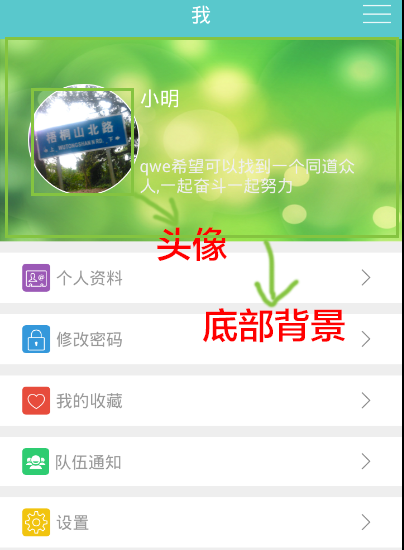 我
小明
梧桐山北路
WUTONGSHAN RD.
qwe希望可以找到一个同道众
人,一起奋斗一起努力
头像
个人资料
底部背景
修改密码
我的收藏
队伍通知
设置